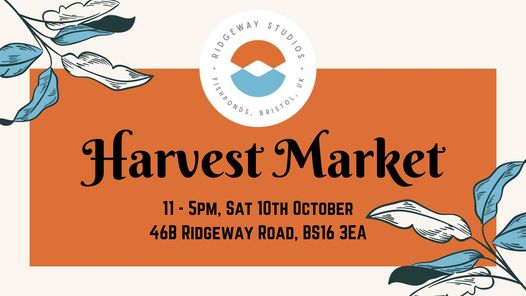 RIDGEWAY STUDIOS
FISHPONDS, BRISTOL, UK
Harvest Market
11 - 5pm, Sat 10th October
46B Ridgeway Road, BS16 3EA